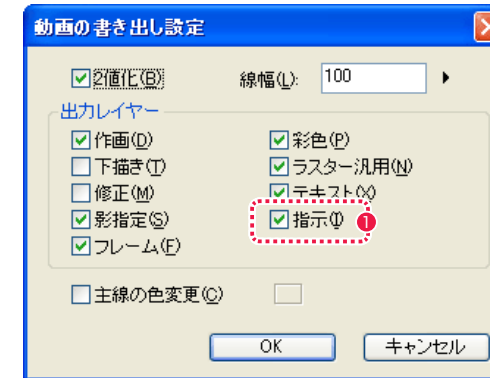 動画の書き出し設定
2値化(B) 線幅(L): 100
出力レイヤー
作画(D) 彩色(P)
下描き(T) ラスター汎用(N)
修正(M) テキスト(X)
影指定(S) 指示(I) 1
フレーム(F)
主線の色変更(C)
OK キャンセル